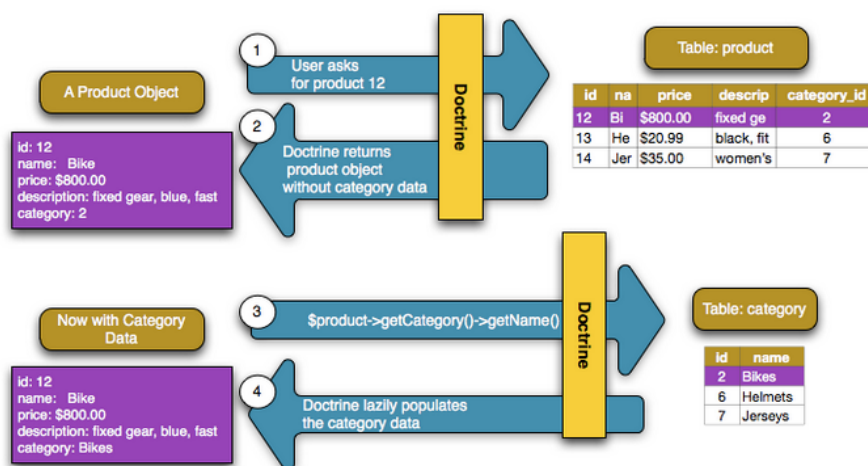 1
User asks
for product 12
Doctrine
Table: product
A Product Object
id na price descrip category_id
12 Bi $800.00 fixed ge 2
13 He $20.99 black, fit 6
14 Jer $35.00 women's 7
2
Doctrine returns
product object
without category data
id: 12
name: Bike
price: $800.00
description: fixed gear, blue, fast
category: 2
3
$product->getCategory()->getName()
Doctrine
Table: category
Now with Category
Data
id name
2 Bikes
6 Helmets
7 Jerseys
4
Doctrine lazily populates
the category data
id: 12
name: Bike
price: $800.00
description: fixed gear, blue, fast
category: Bikes